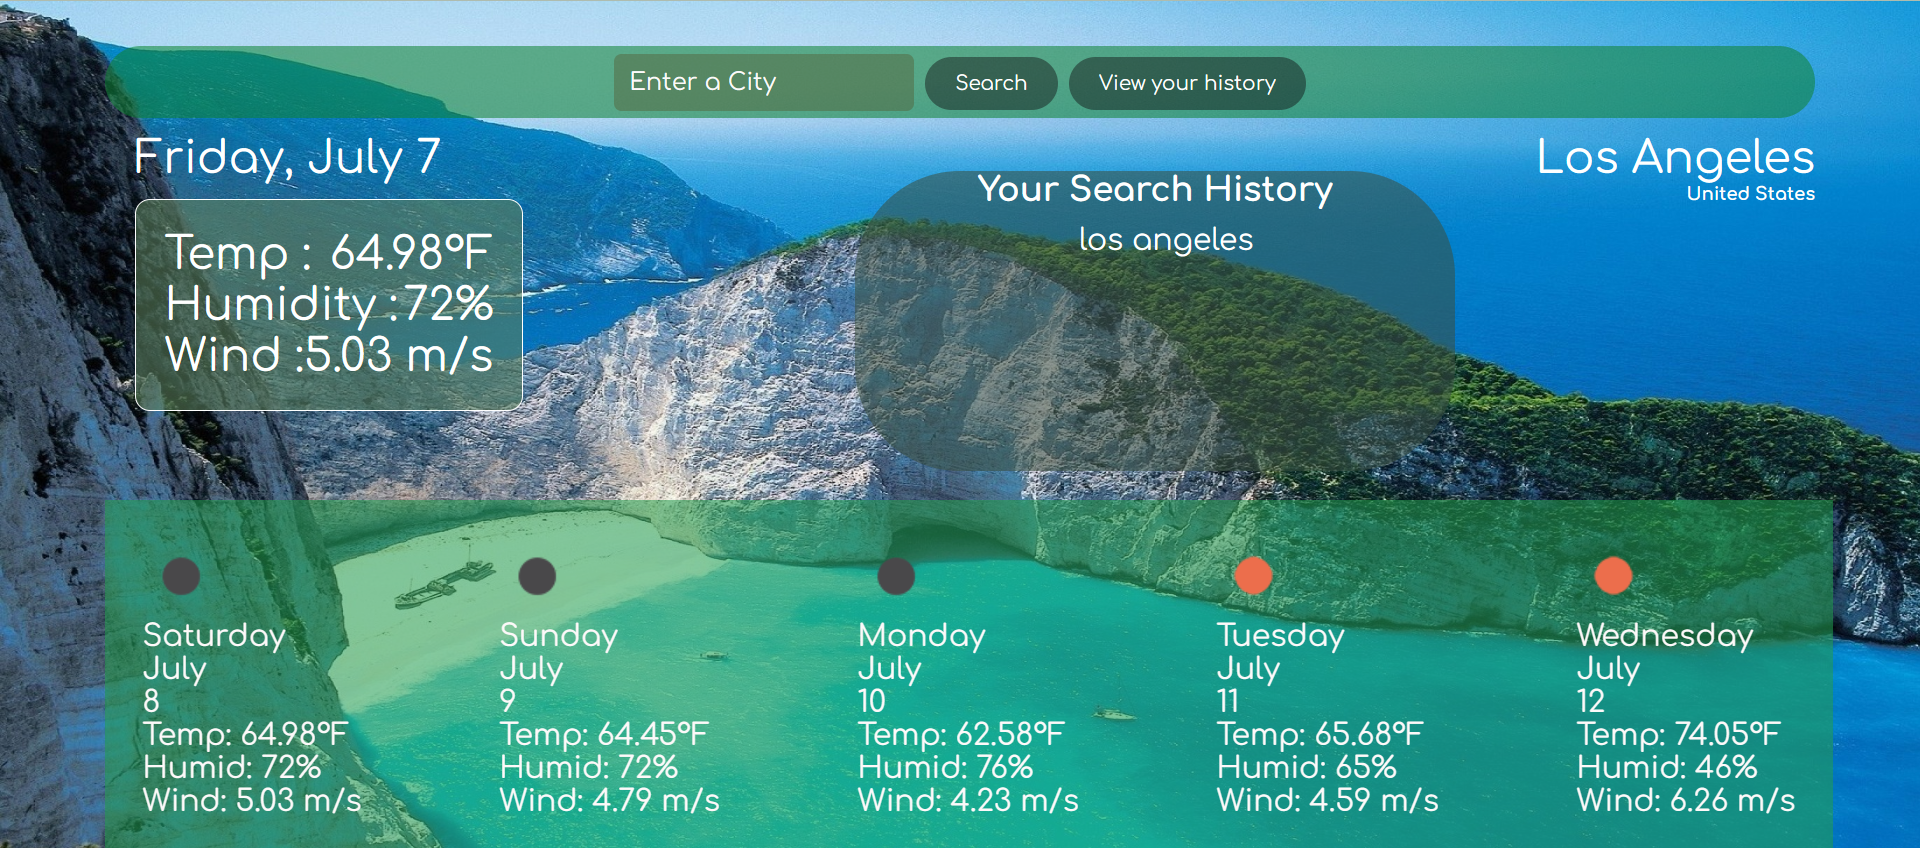 Enter a City
Search
View your history
Friday, July 7
Los Angeles
United States
Temp : 64.98°F
Humidity :72%
Wind :5.03 m/s
Your Search History
los angeles
Saturday
July
8
Temp: 64.98°F
Humid: 72%
Wind: 5.03 m/s
Sunday
July
9
Temp: 64.45°F
Humid: 72%
Wind: 4.79 m/s
Monday
July
10
Temp: 62.58°F
Humid: 76%
Wind: 4.23 m/s
Tuesday
July
11
Temp: 65.68°F
Humid: 65%
Wind: 4.59 m/s
Wednesday
July
12
Temp: 74.05°F
Humid: 46%
Wind: 6.26 m/s